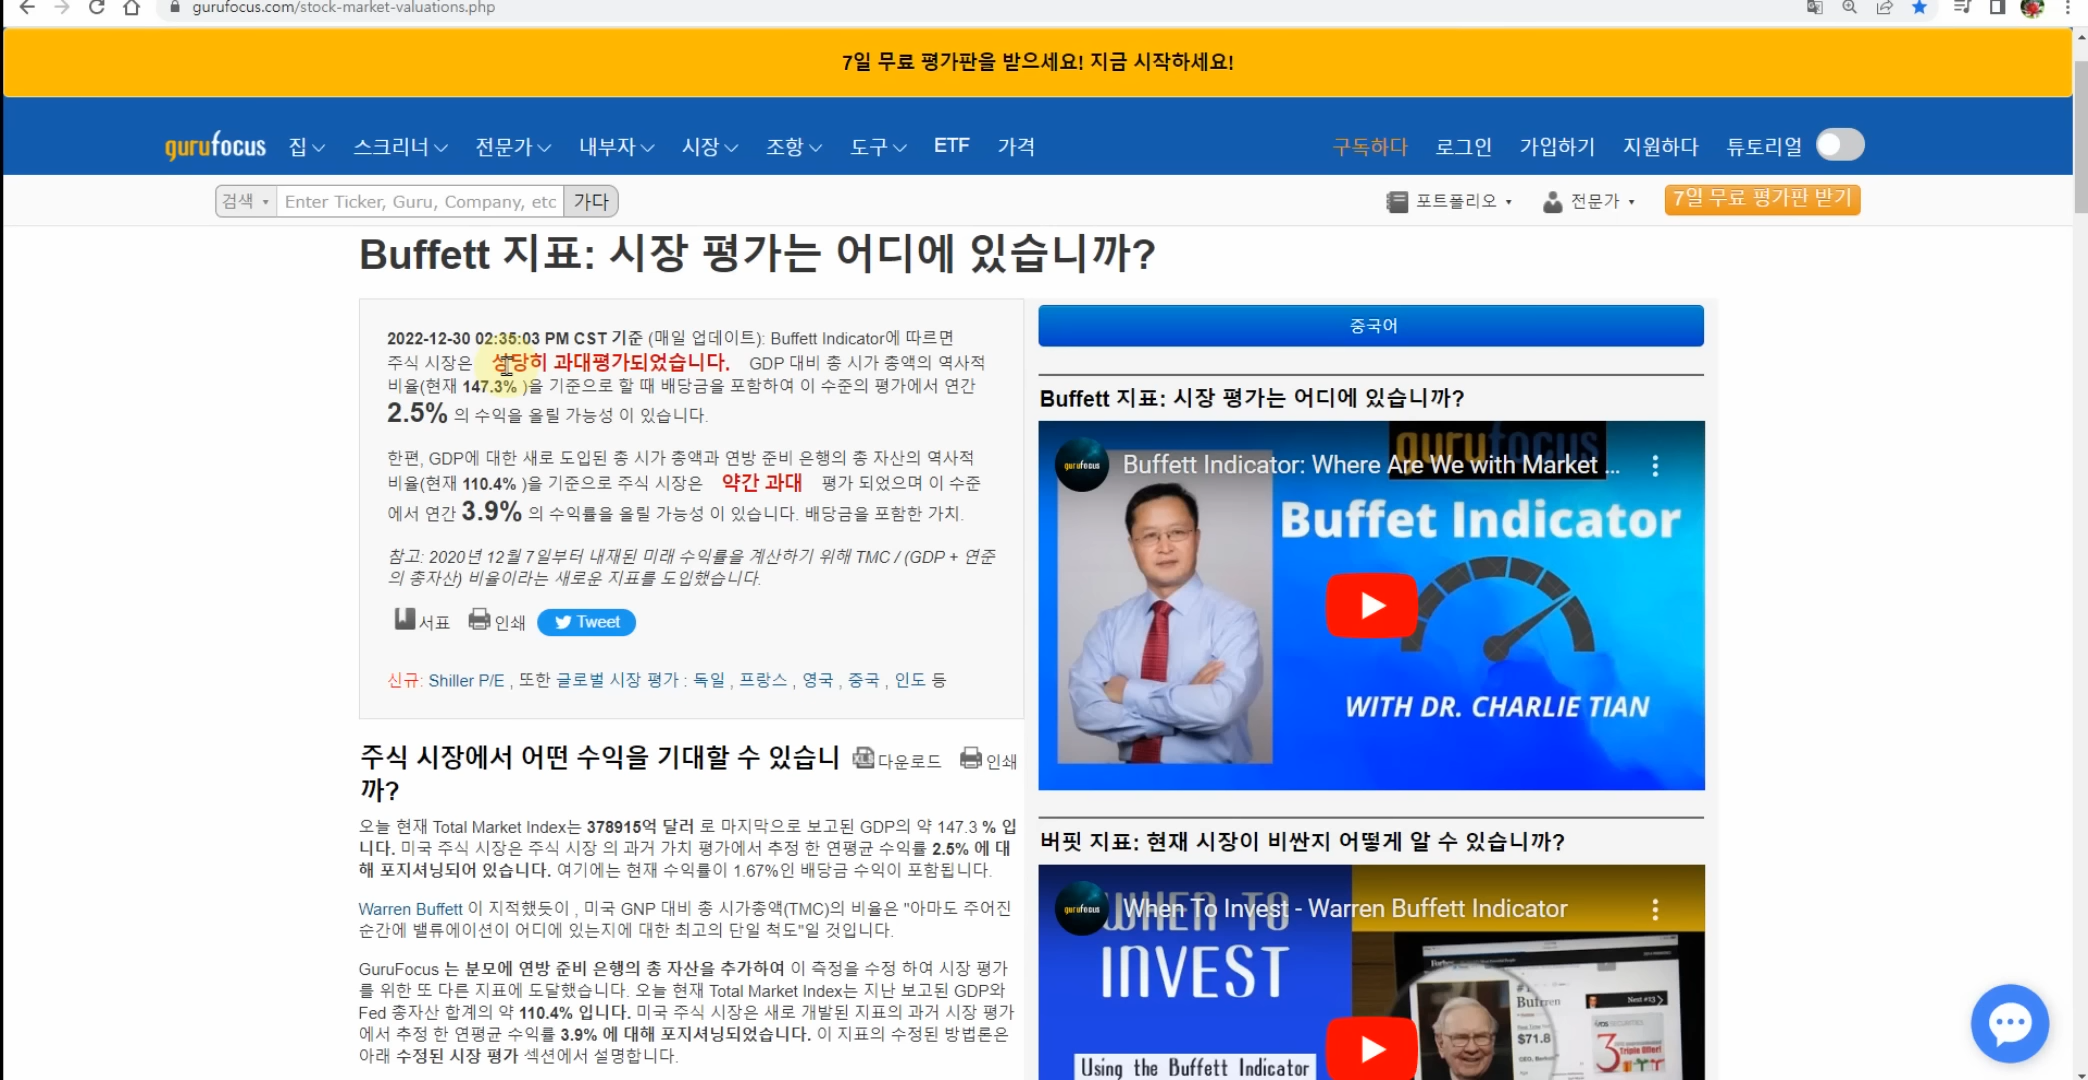 gurufocus.com/stock-market-valuations.php
7일 무료 평가판을 받으세요! 지금 시작하세요!
gurufocus 집 스크리너 전문가 내부자 시장 조항 도구 ETF 가격 구독하다 로그인 가입하기 지원하다 튜토리얼
검색 Enter Ticker, Guru, Company, etc 가다 포트폴리오 전문가 7일 무료 평가판 받기
Buffett 지표: 시장 평가는 어디에 있습니까?
2022-12-30 02:35:03 PM CST 기준 (매일 업데이트): Buffett Indicator에 따르면
주식 시장은 상당히 과대평가되었습니다. GDP 대비 총 시가 총액의 역사적
비율(현재 147.3% )을 기준으로 할 때 배당금을 포함하여 이 수준의 평가에서 연간
2.5% 의 수익을 올릴 가능성 이 있습니다.
한편, GDP에 대한 새로 도입된 총 시가 총액과 연방 준비 은행의 총 자산의 역사적
비율(현재 110.4% )을 기준으로 주식 시장은 약간 과대 평가 되었으며 이 수준
에서 연간 3.9% 의 수익률을 올릴 가능성 이 있습니다. 배당금을 포함한 가치.
참고: 2020년 12월 7일부터 내재된 미래 수익률을 계산하기 위해 TMC / (GDP + 연준
의 총자산) 비율이라는 새로운 지표를 도입했습니다.
서표 인쇄 Tweet
신규: Shiller P/E , 또한 글로벌 시장 평가 : 독일 , 프랑스 , 영국 , 중국 , 인도 등
주식 시장에서 어떤 수익을 기대할 수 있습니 다운로드 인쇄
까?
오늘 현재 Total Market Index는 378915억 달러 로 마지막으로 보고된 GDP의 약 147.3 % 입
니다. 미국 주식 시장은 주식 시장 의 과거 가치 평가에서 추정 한 연평균 수익률 2.5% 에 대
해 포지셔닝되어 있습니다. 여기에는 현재 수익률이 1.67%인 배당금 수익이 포함됩니다.
Warren Buffett 이 지적했듯이 , 미국 GNP 대비 총 시가총액(TMC)의 비율은 "아마도 주어진
순간에 밸류에이션이 어디에 있는지에 대한 최고의 단일 척도"일 것입니다.
GuruFocus 는 분모에 연방 준비 은행의 총 자산을 추가하여 이 측정을 수정 하여 시장 평가
를 위한 또 다른 지표에 도달했습니다. 오늘 현재 Total Market Index는 지난 보고된 GDP와
Fed 총자산 합계의 약 110.4% 입니다. 미국 주식 시장은 새로 개발된 지표의 과거 시장 평가
에서 추정 한 연평균 수익률 3.9% 에 대해 포지셔닝되었습니다. 이 지표의 수정된 방법론은
아래 수정된 시장 평가 섹션에서 설명합니다.
중국어
Buffett 지표: 시장 평가는 어디에 있습니까?
gurufocus
gurufocus Buffett Indicator: Where Are We with Market ...
Buffet Indicator
WITH DR. CHARLIE TIAN
버핏 지표: 현재 시장이 비싼지 어떻게 알 수 있습니까?
gurufocus When To Invest - Warren Buffett Indicator
WHEN TO
INVEST
Forbes
Next #13
$71.8
3
Using the Buffett Indicator